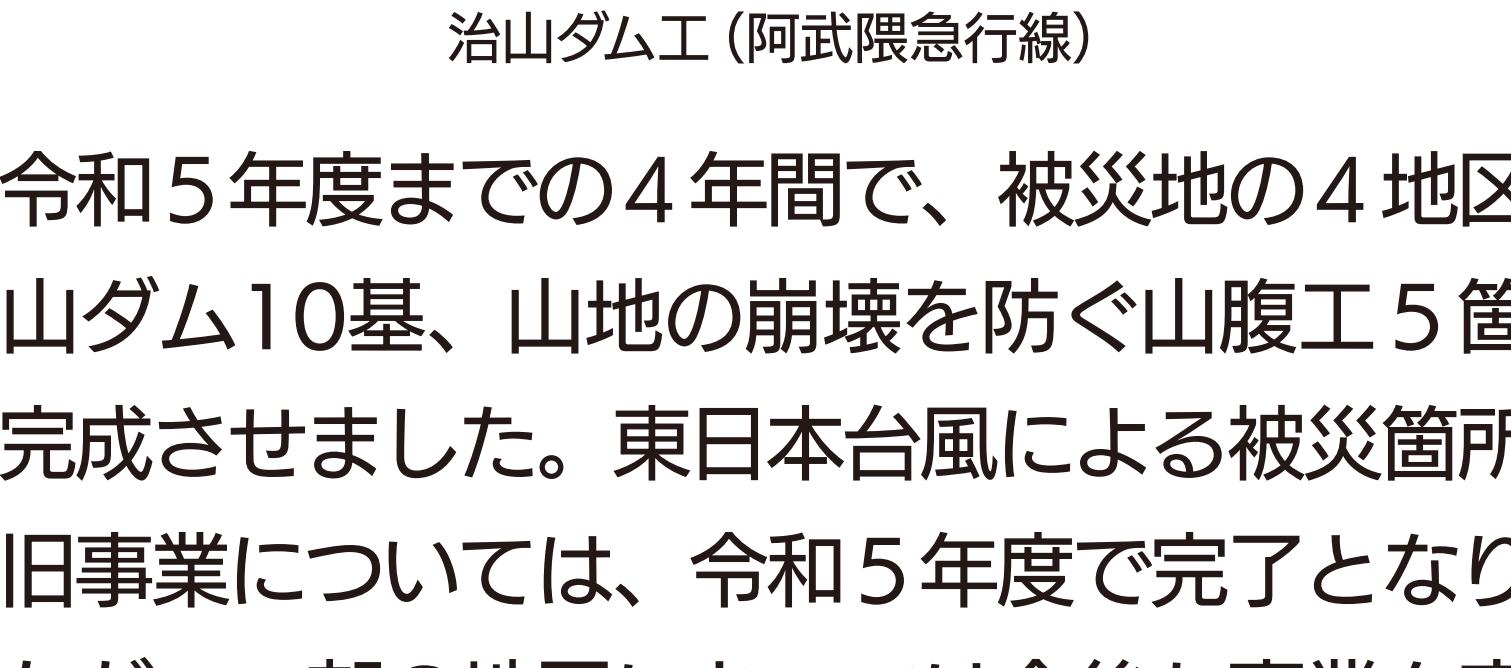 治山ダム工（阿武隈急行線）
令和５年度までの４年間で、被災地の４地区
山ダム10基、山地の崩壊を防ぐ山腹工５箇
完成させました。東日本台風による被災箇所
旧事業については、令和５年度で完了となり